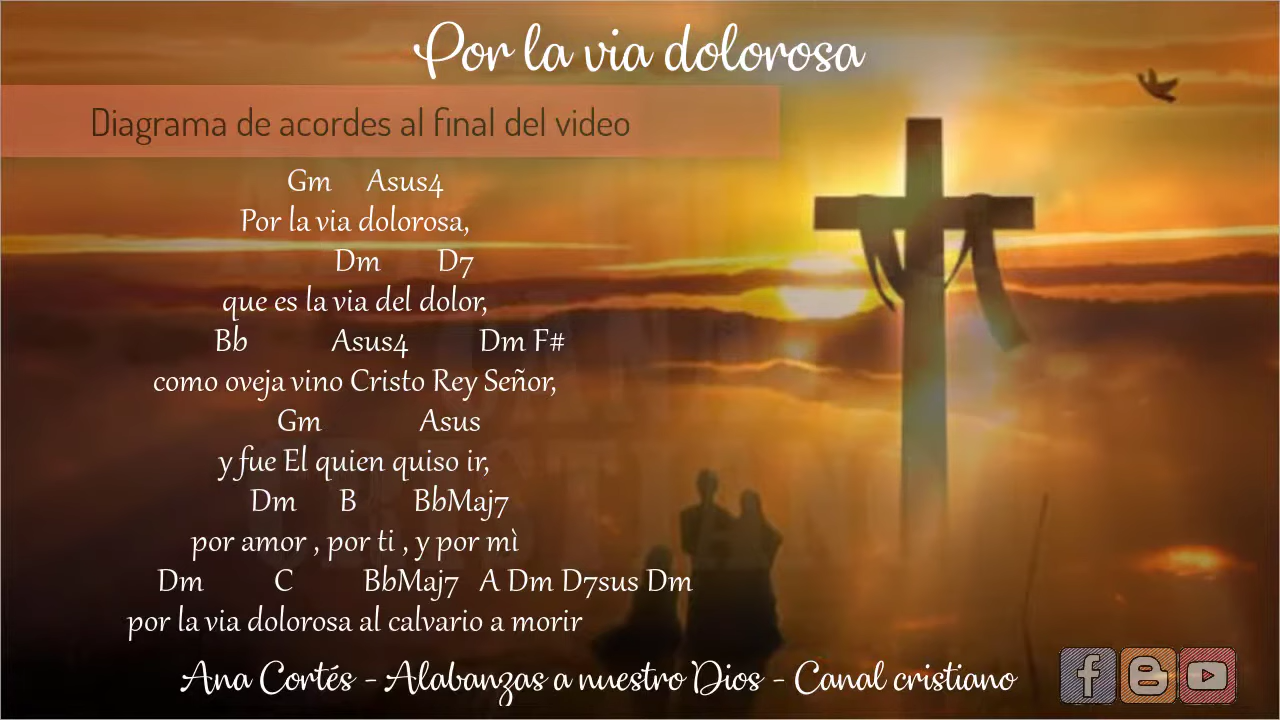 Por la via dolorosa
Diagrama de acordes al final del video
Gm Asus4
Por la via dolorosa,
Dm D7
que es la via del dolor,
Bb Asus4 Dm F#
como oveja vino Cristo Rey Señor,
Gm Asus
y fue El quien quiso ir,
Dm B BbMaj7
por amor , por ti , y por mì
Dm C BbMaj7 A Dm D7sus Dm
por la via dolorosa al calvario a morir
Ana Cortés - Alabanzas a nuestro Dios - Canal cristiano